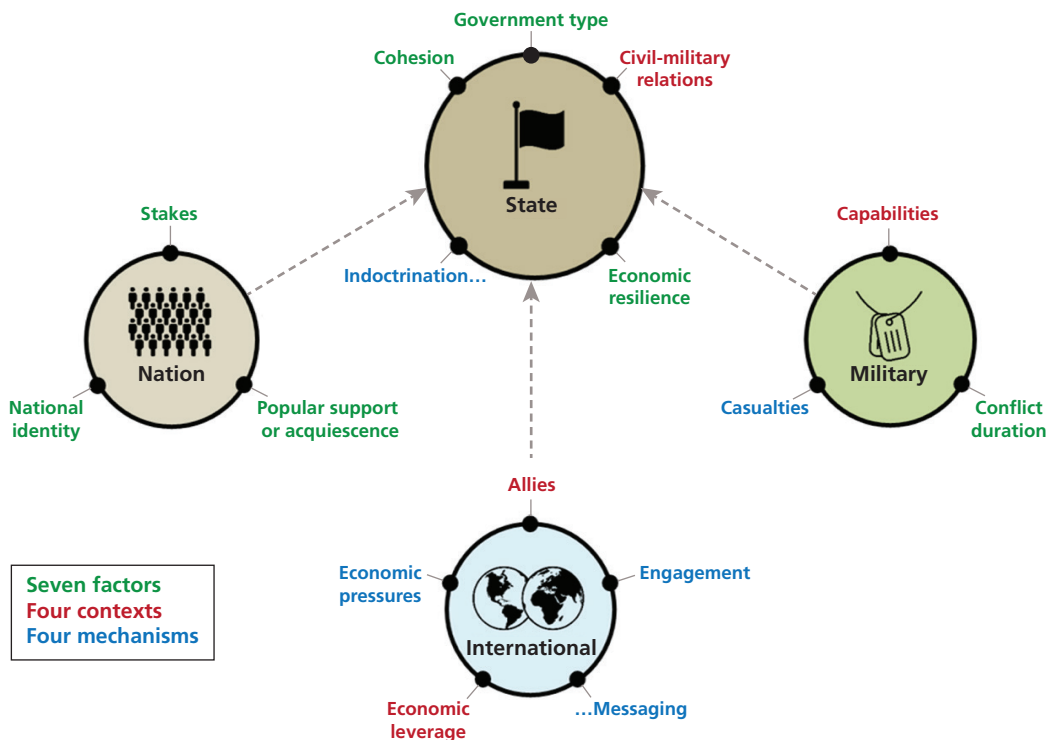 Government type
Cohesion
Civil-military
relations
State
Indoctrination…
Economic
resilience
Stakes
Nation
National
identity
Popular support
or acquiescence
Capabilities
Military
Casualties
Conflict
duration
Allies
Economic
pressures
Engagement
International
Economic
leverage
…Messaging
Seven factors
Four contexts
Four mechanisms